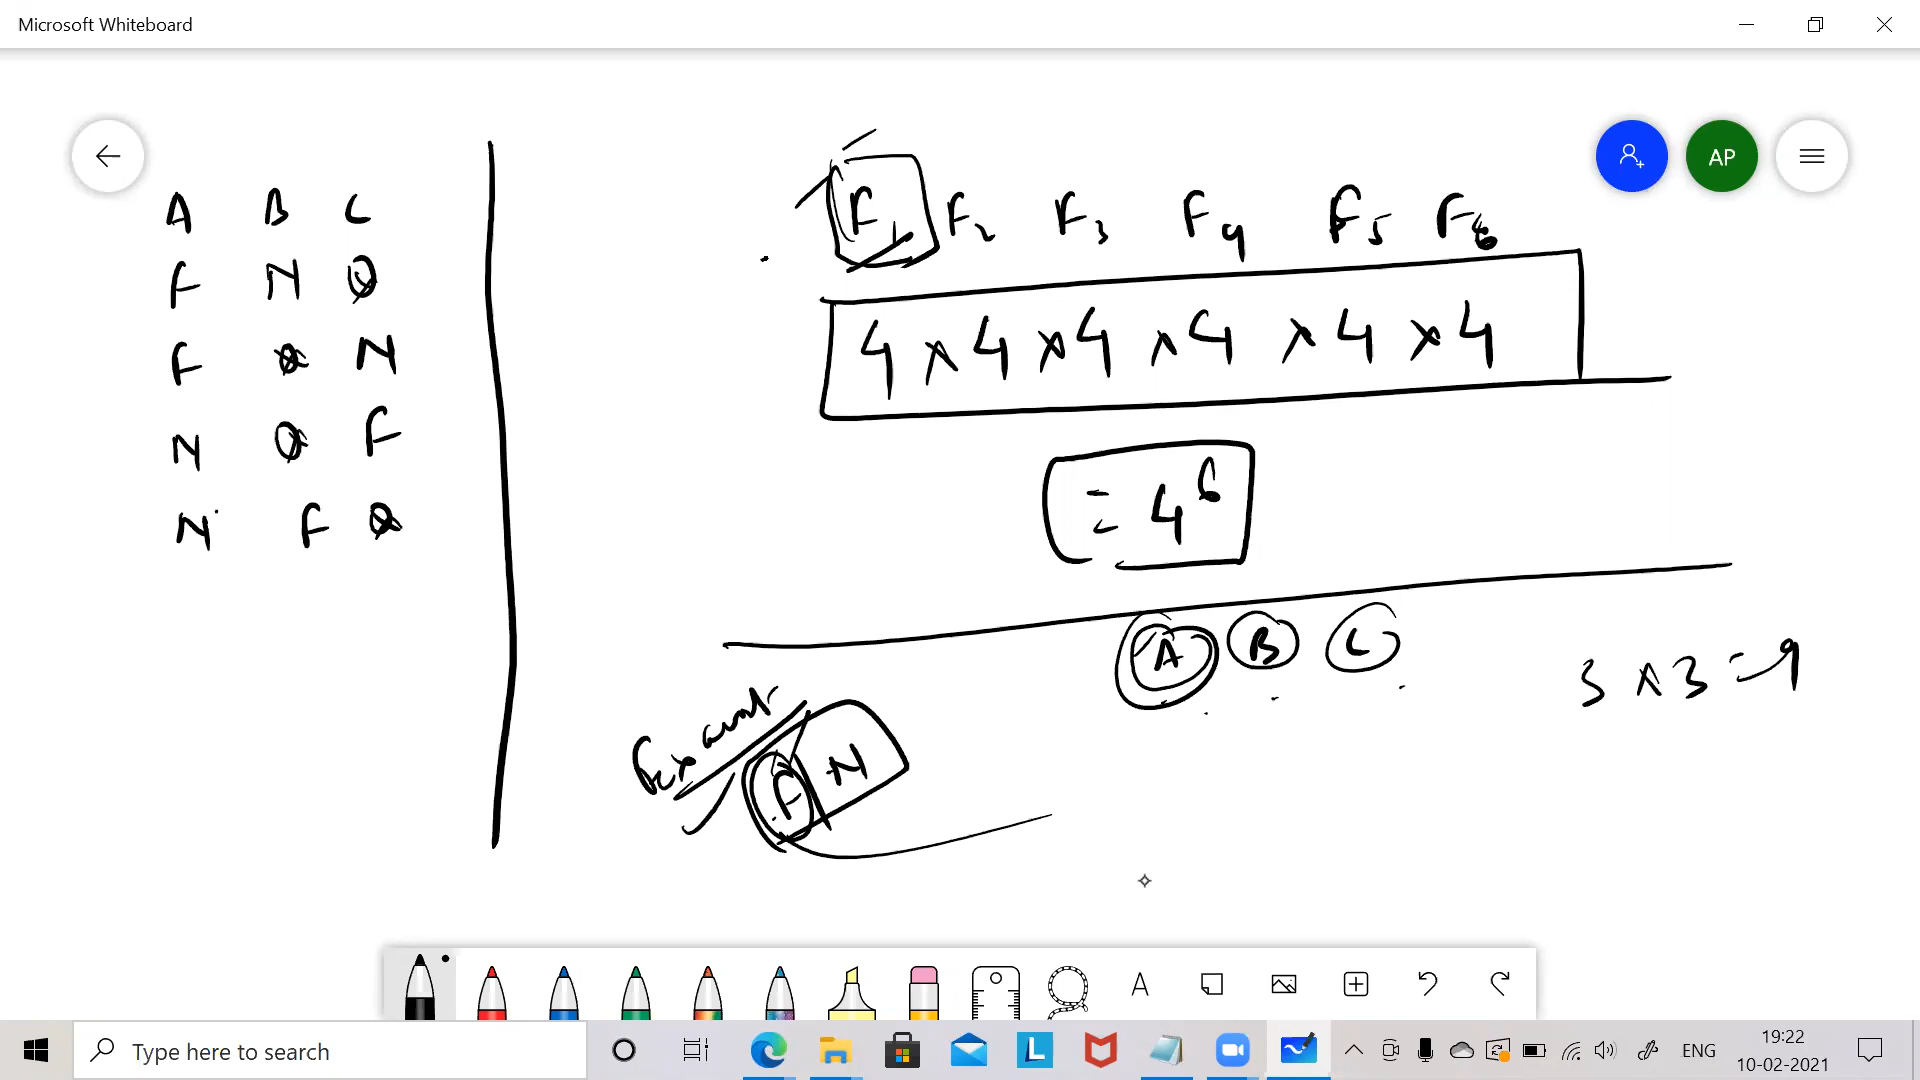 Microsoft Whiteboard
AP
A B C
F N Q
F Q N
N Q F
N F Q
F1 F2 F3 F4 F5 F6
4 x 4 x 4 x 4 x 4 x 4
= 4^6
A B C
3 x 3 = 9
F N
Type here to search
ENG
19:22
10-02-2021